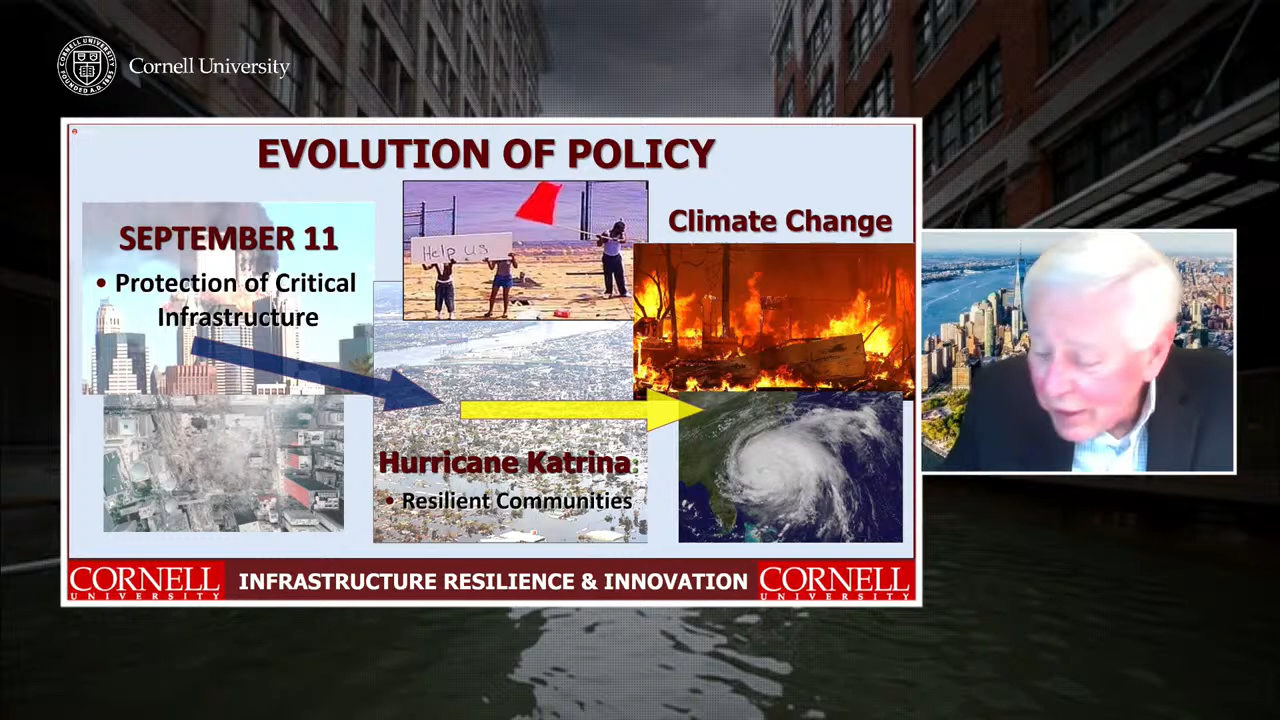 Cornell University
EVOLUTION OF POLICY
SEPTEMBER 11
• Protection of Critical
Infrastructure
Help us
Climate Change
Hurricane Katrina
• Resilient Communities
CORNELL
UNIVERSITY
INFRASTRUCTURE RESILIENCE & INNOVATION
CORNELL
UNIVERSITY